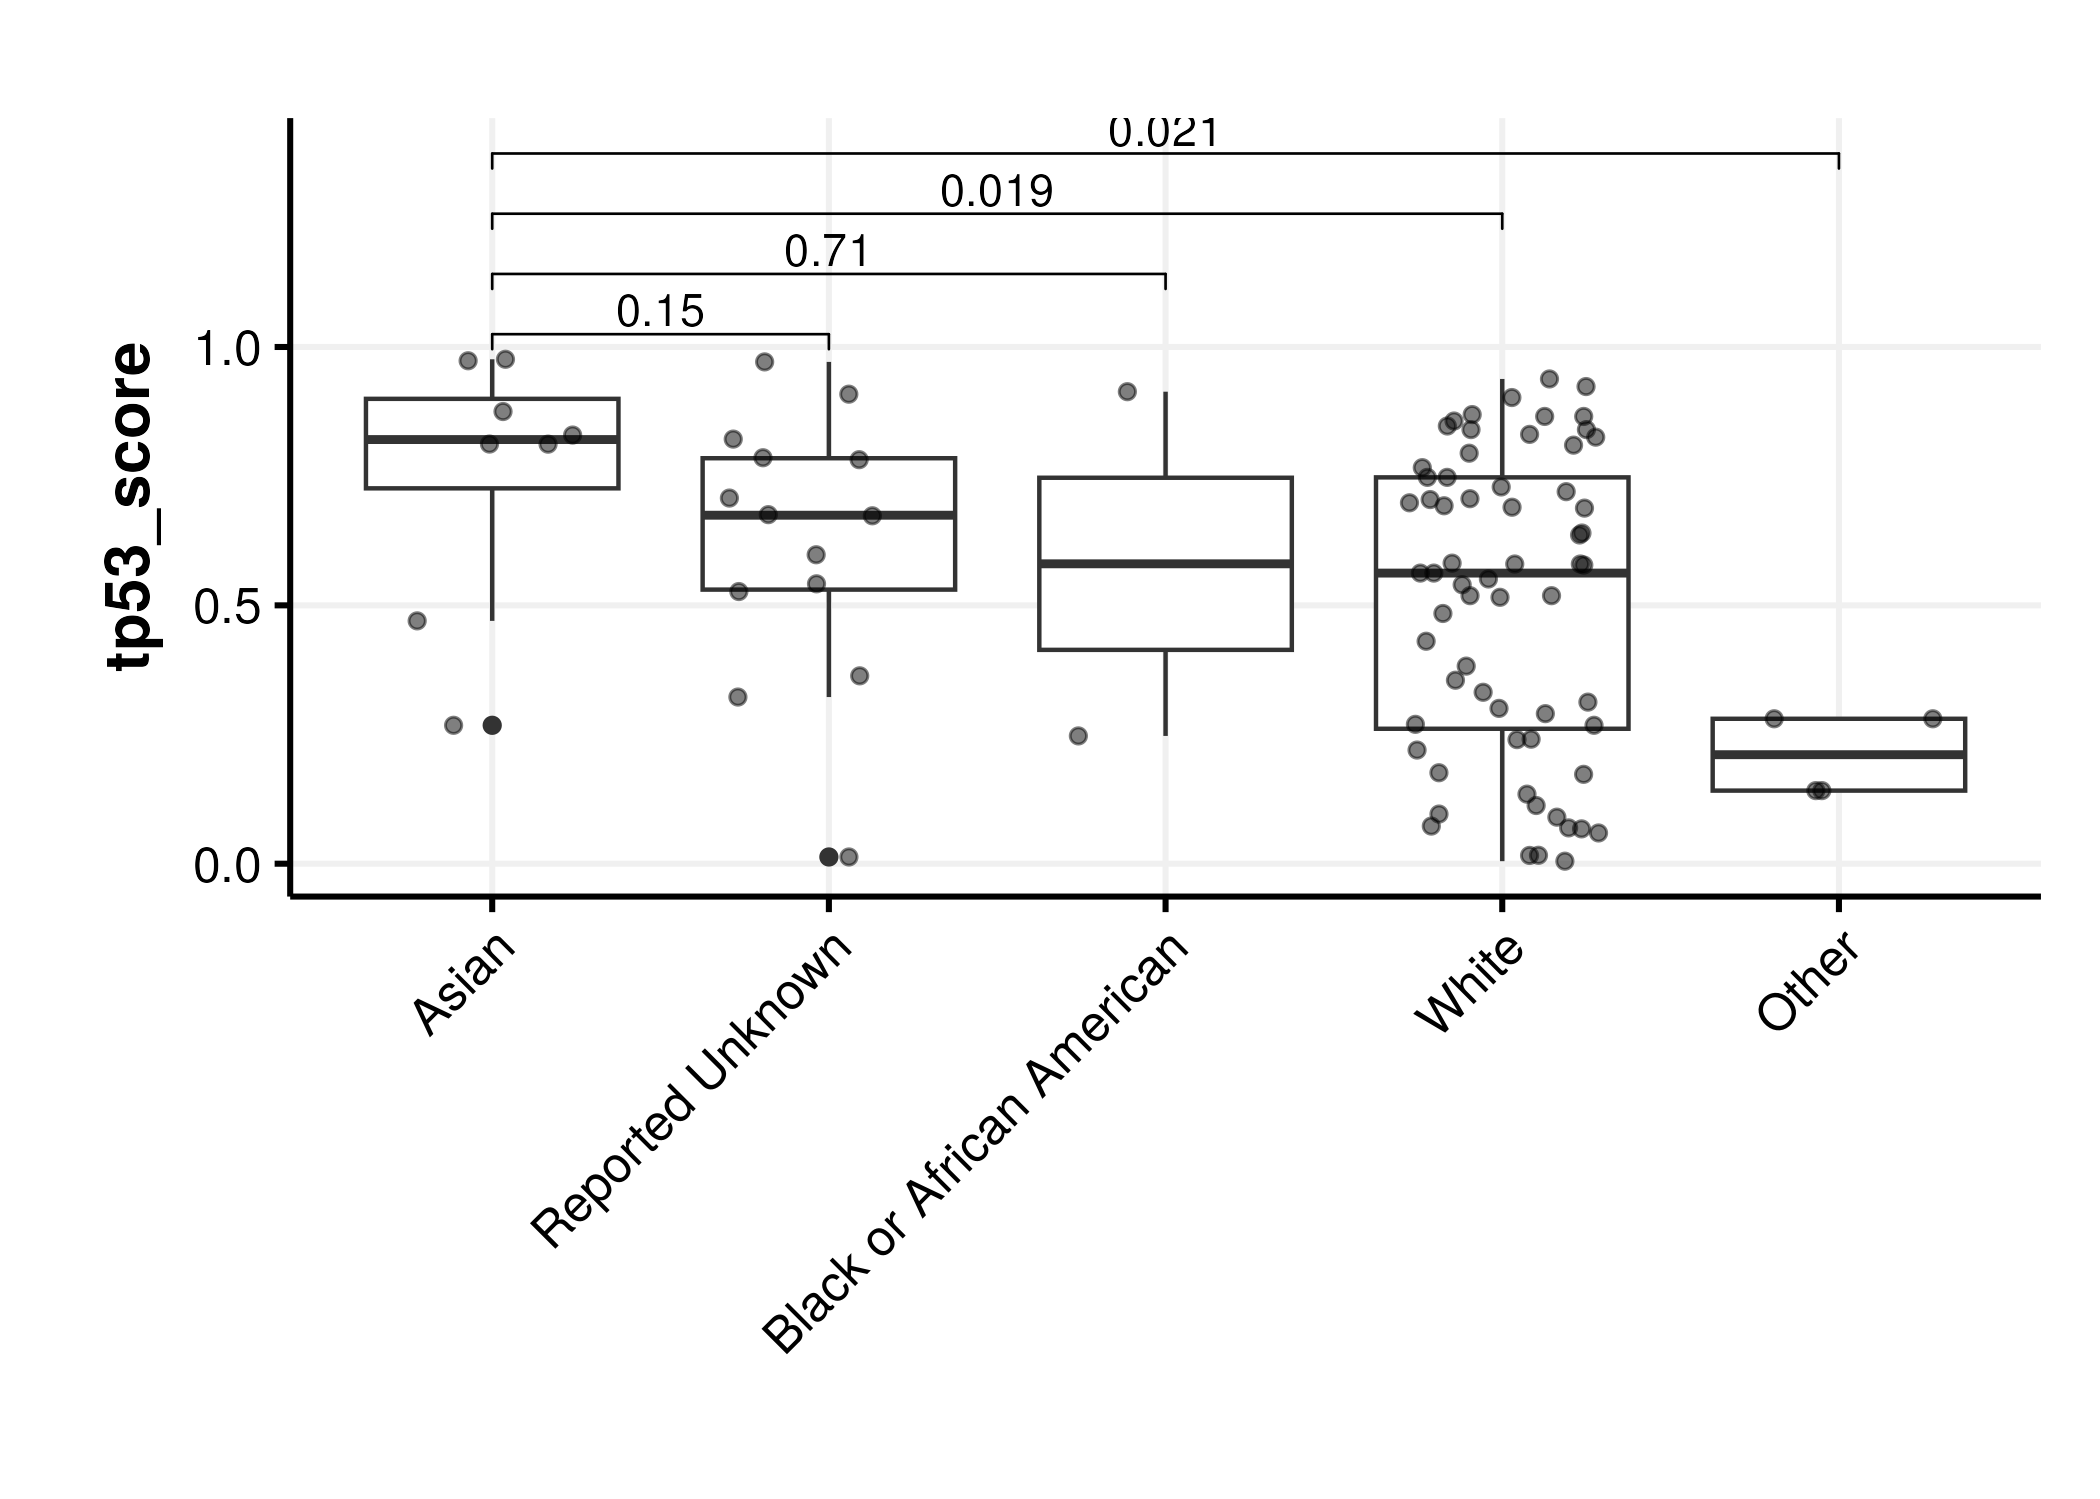 0.021
0.019
0.71
0.15
1.0
0.5
0.0
tp53_score
Asian
Reported Unknown
Black or African American
White
Other